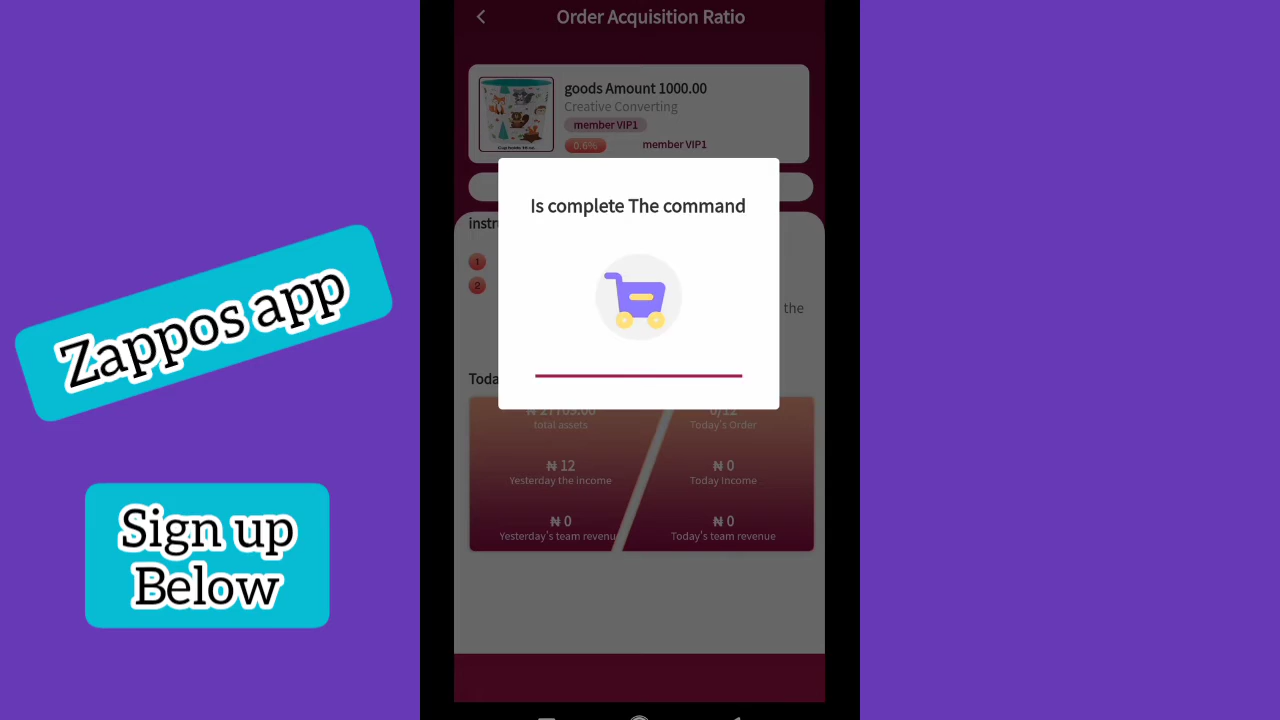 Order Acquisition Ratio
goods Amount 1000.00
Creative Converting
member VIP1
0.6% member VIP1
Is complete The command
instr
1
2
the
Toda
total assets
Today's Order
₦ 12
Yesterday the income
₦ 0
Today Income
₦ 0
Yesterday's team revenu
₦ 0
Today's team revenue
Zappos app
Sign up
Below